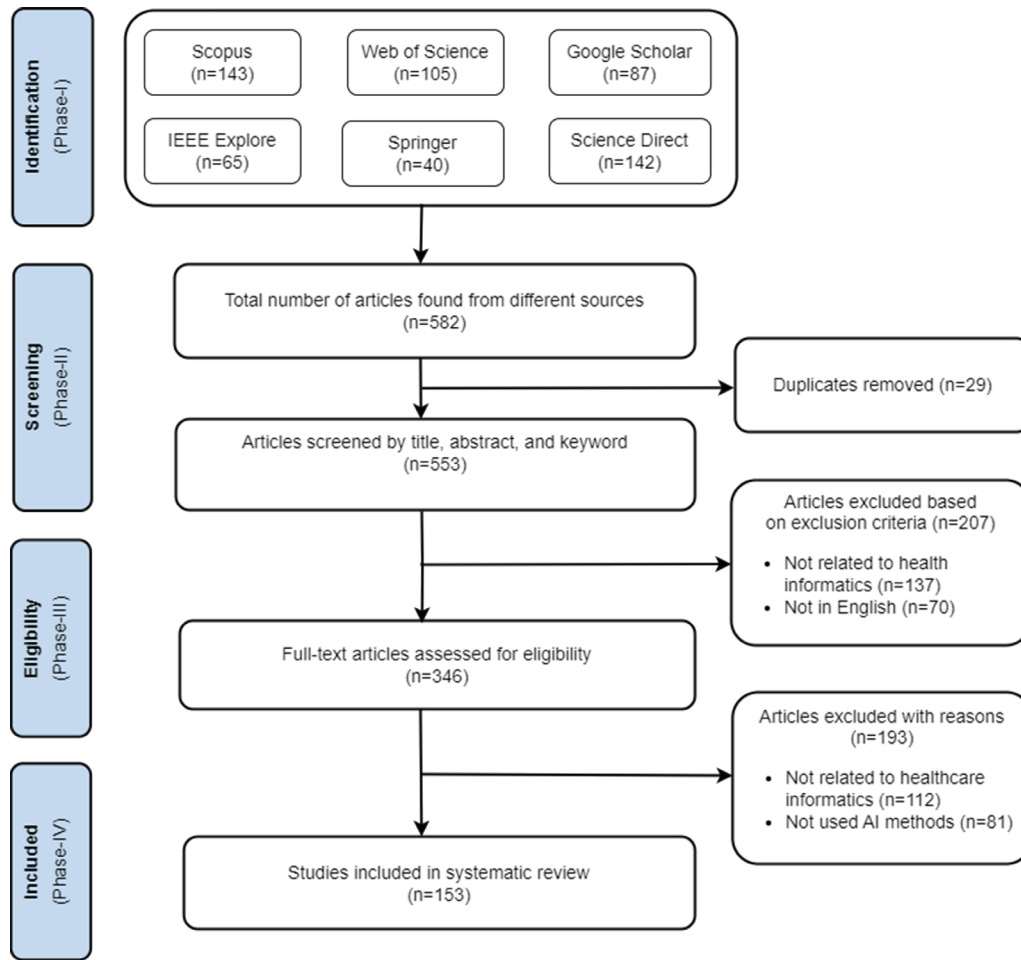 Identification
(Phase-I)
Scopus
(n=143)
Web of Science
(n=105)
Google Scholar
(n=87)
IEEE Explore
(n=65)
Springer
(n=40)
Science Direct
(n=142)
Screening
(Phase-II)
Total number of articles found from different sources
(n=582)
Duplicates removed (n=29)
Articles screened by title, abstract, and keyword
(n=553)
Articles excluded based
on exclusion criteria (n=207)
• Not related to health
informatics (n=137)
• Not in English (n=70)
Eligibility
(Phase-III)
Full-text articles assessed for eligibility
(n=346)
Articles excluded with reasons
(n=193)
• Not related to healthcare
informatics (n=112)
• Not used AI methods (n=81)
Included
(Phase-IV)
Studies included in systematic review
(n=153)